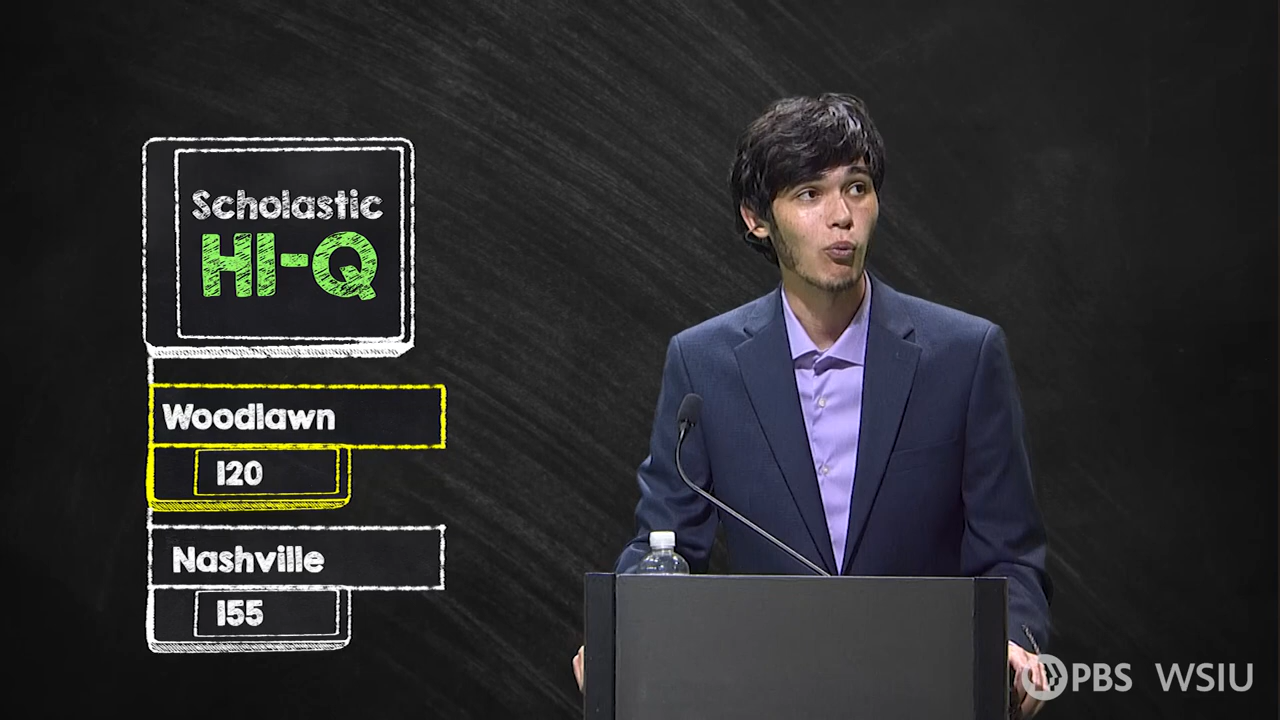 Scholastic
HI-Q
Woodlawn
120
Nashville
155
PBS WSIU